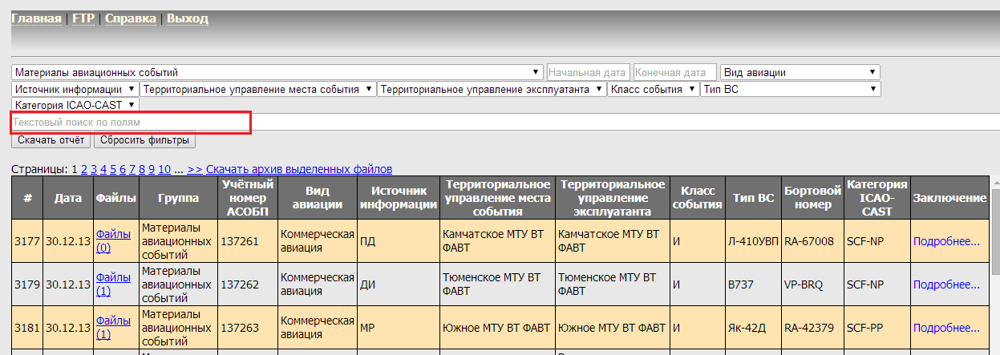 Главная | FTP | Справка | Выход
Материалы авиационных событий Начальная дата Конечная дата Вид авиации
Источник информации Территориальное управление места события Территориальное управление эксплуатанта Класс события Тип ВС
Категория ICAO-CAST
Текстовый поиск по полям
Скачать отчёт Сбросить фильтры
Страницы: 1 2 3 4 5 6 7 8 9 10 ... >> Скачать архив выделенных файлов
# Дата Файлы Группа Учётный номер АСОБП Вид авиации Источник информации Территориальное управление места события Территориальное управление эксплуатанта Класс события Тип ВС Бортовой номер Категория ICAO-CAST Заключение
3177 30.12.13 Файлы (0) Материалы авиационных событий 137261 Коммерческая авиация ПД Камчатское МТУ ВТ ФАВТ Камчатское МТУ ВТ ФАВТ И Л-410УВП RA-67008 SCF-NP Подробнее...
3179 30.12.13 Файлы (1) Материалы авиационных событий 137262 Коммерческая авиация ДИ Тюменское МТУ ВТ ФАВТ Тюменское МТУ ВТ ФАВТ И B737 VP-BRQ SCF-NP Подробнее...
3181 30.12.13 Файлы (1) Материалы авиационных событий 137263 Коммерческая авиация МР Южное МТУ ВТ ФАВТ Южное МТУ ВТ ФАВТ И Як-42Д RA-42379 SCF-PP Подробнее...